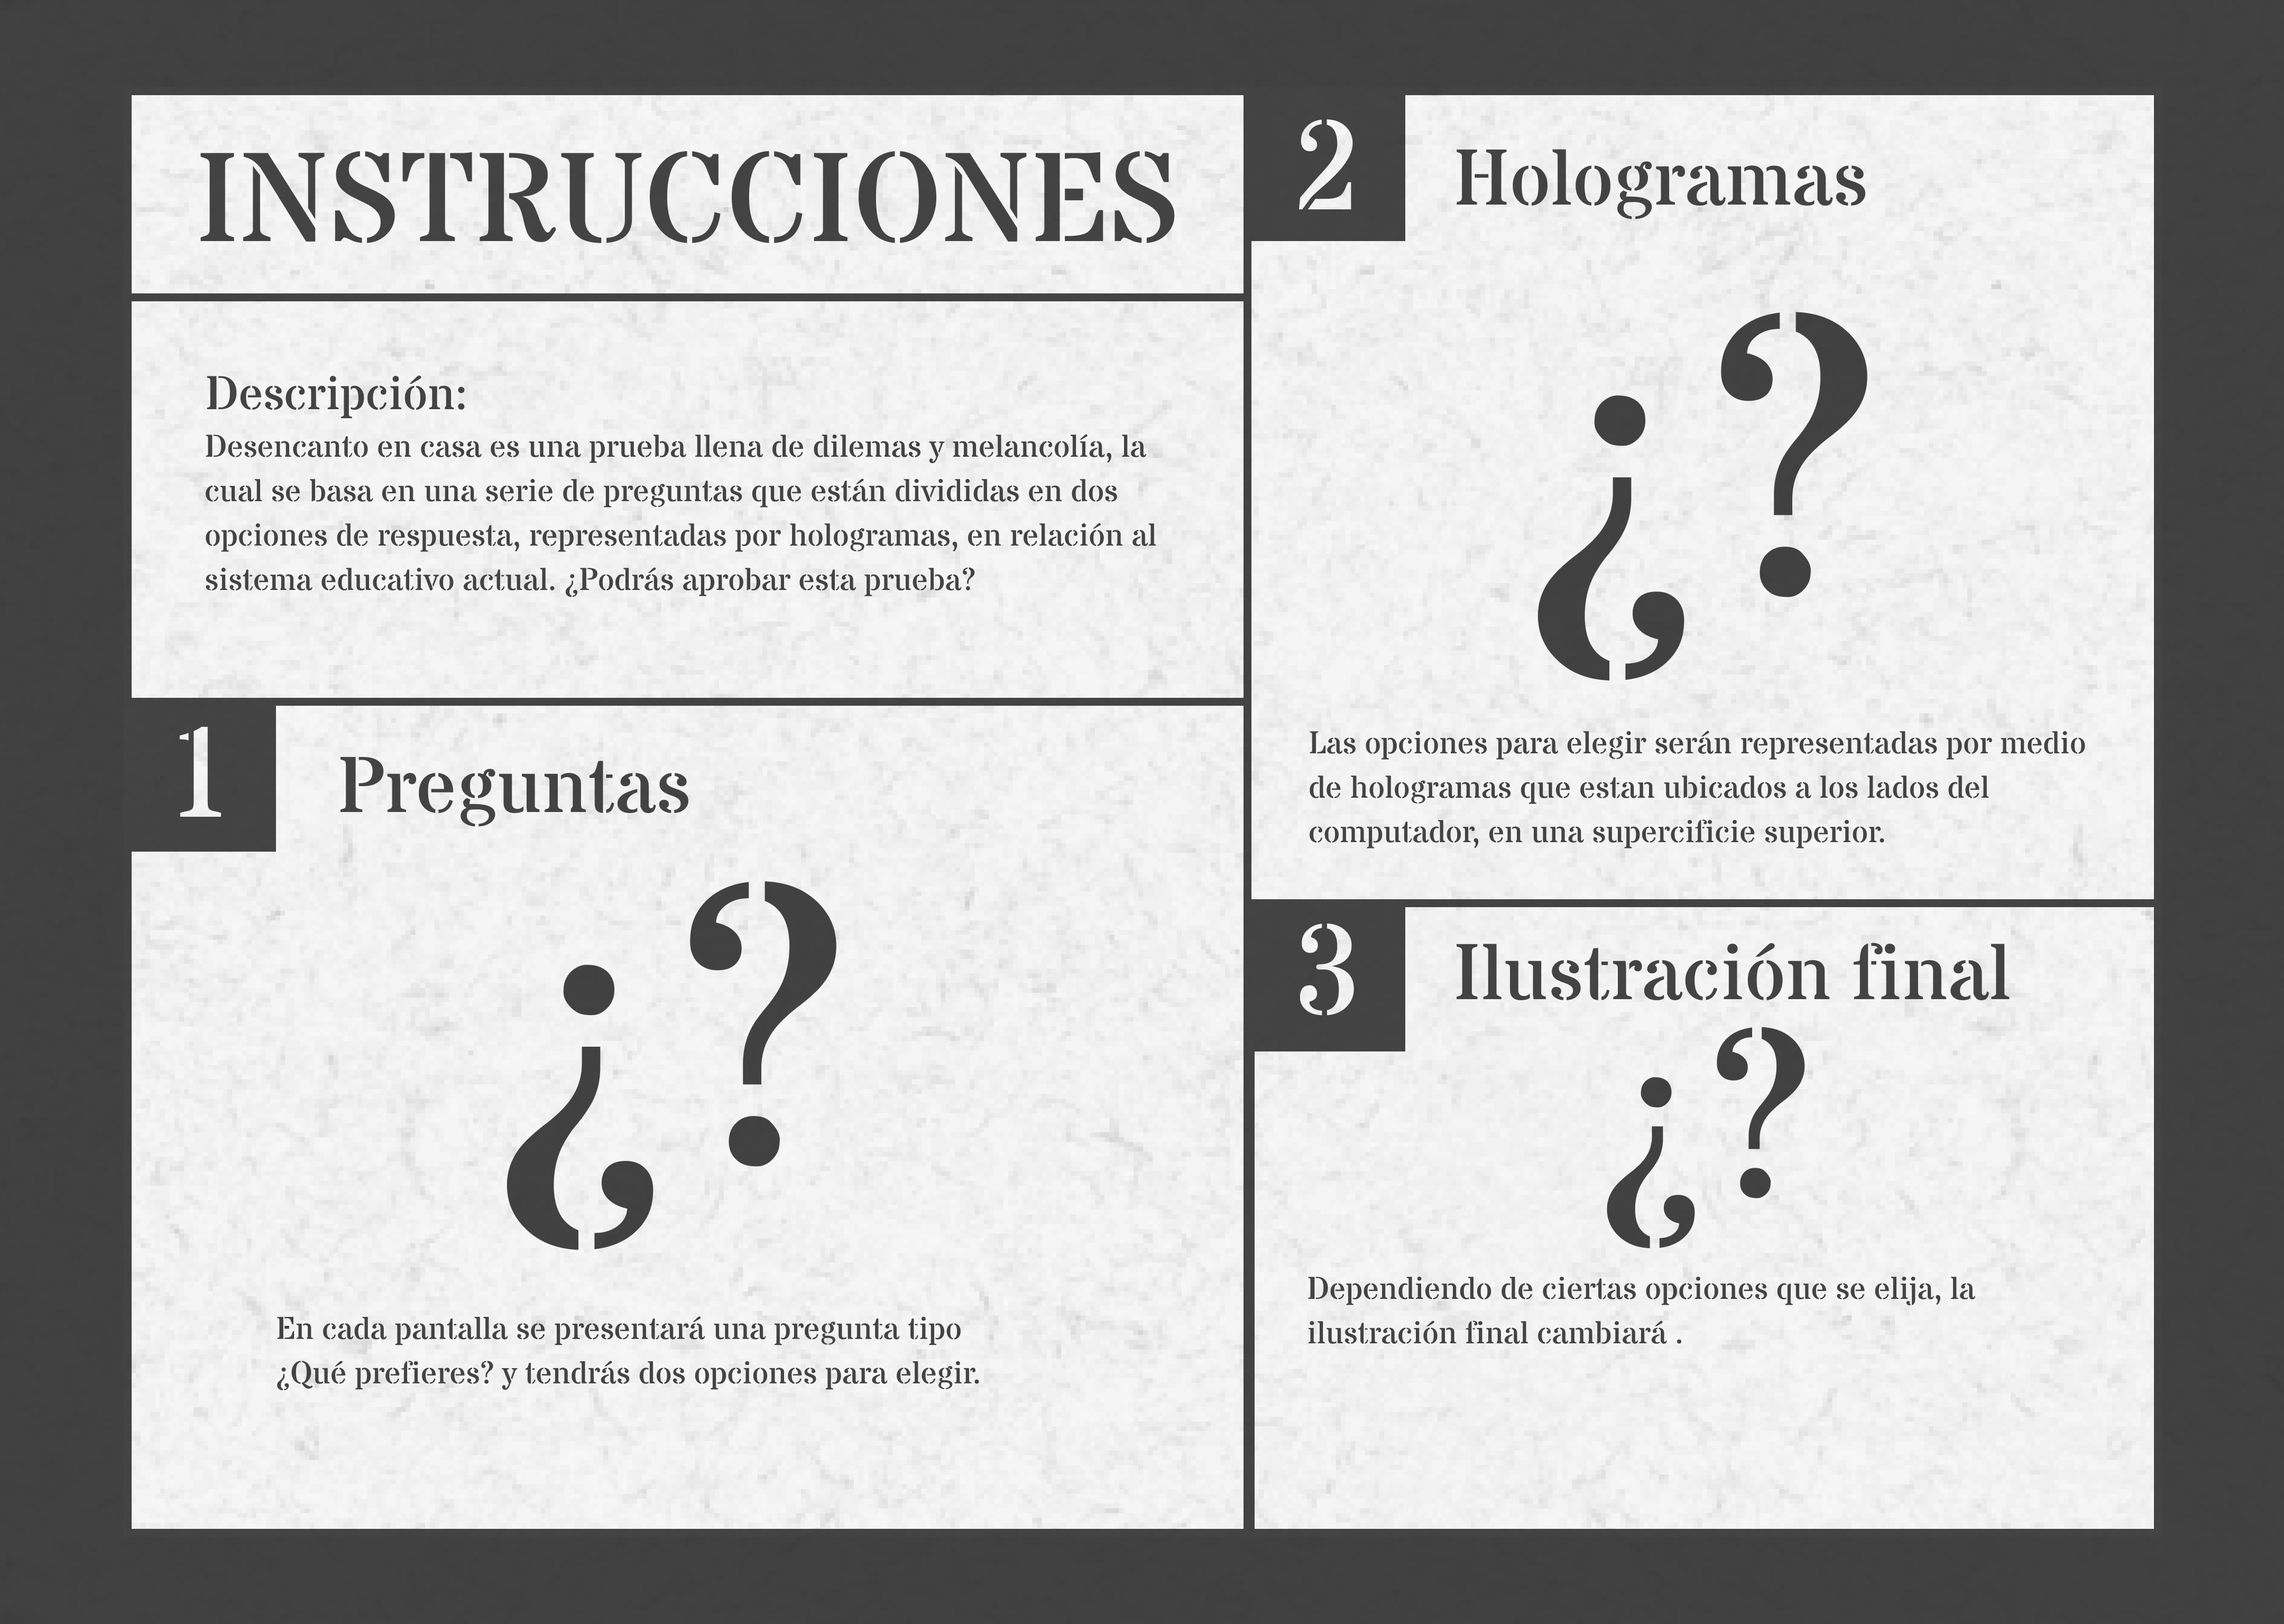 INSTRUCCIONES
Descripción:
Desencanto en casa es una prueba llena de dilemas y melancolía, la
cual se basa en una serie de preguntas que están divididas en dos
opciones de respuesta, representadas por hologramas, en relación al
sistema educativo actual. ¿Podrás aprobar esta prueba?
1
Preguntas
¿?
En cada pantalla se presentará una pregunta tipo
¿Qué prefieres? y tendrás dos opciones para elegir.
2
Hologramas
¿?
Las opciones para elegir serán representadas por medio
de hologramas que estan ubicados a los lados del
computador, en una supercificie superior.
3
Ilustración final
¿?
Dependiendo de ciertas opciones que se elija, la
ilustración final cambiará .